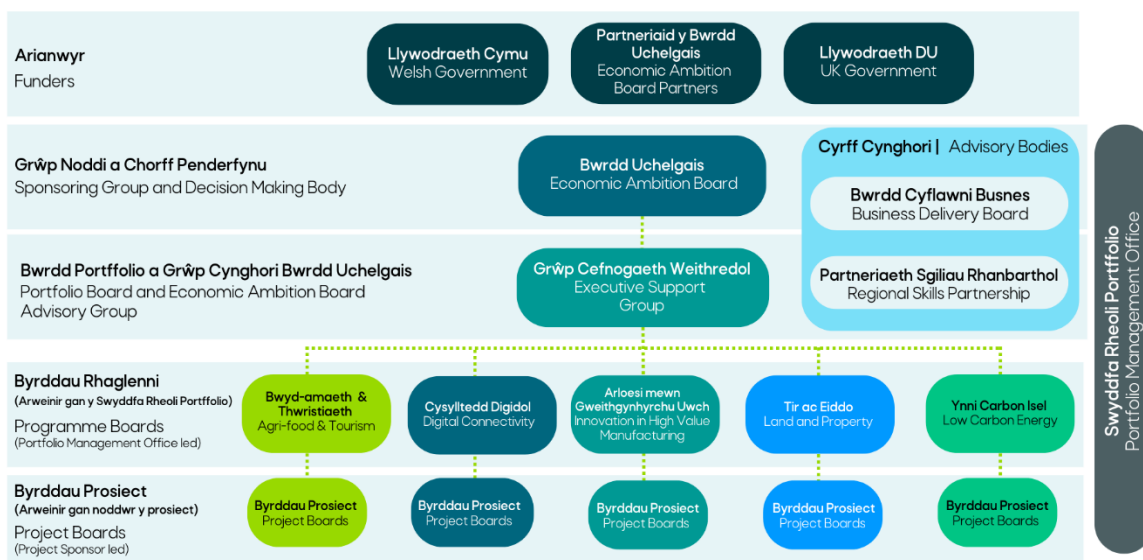 Arianwyr
Funders
Llywodraeth Cymu
Welsh Government
Partneriaid y Bwrdd
Uchelgais
Economic Ambition
Board Partners
Llywodraeth DU
UK Government
Grŵp Noddi a Chorff Penderfynu
Sponsoring Group and Decision Making Body
Bwrdd Uchelgais
Economic Ambition Board
Cyrff Cynghori | Advisory Bodies
Bwrdd Cyflawni Busnes
Business Delivery Board
Partneriaeth Sgiliau Rhanbarthol
Regional Skills Partnership
Bwrdd Portffolio a Grŵp Cynghori Bwrdd Uchelgais
Portfolio Board and Economic Ambition Board
Advisory Group
Grŵp Cefnogaeth Weithredol
Executive Support
Group
Byrddau Rhaglenni
(Arweinir gan y Swyddfa Rheoli Portffolio)
Programme Boards
(Portfolio Management Office led)
Bwyd-amaeth &
Thwristiaeth
Agri-food & Tourism
Cysylltedd Digidol
Digital Connectivity
Arloesi mewn
Gweithgynhyrchu Uwch
Innovation in High Value
Manufacturing
Tir ac Eiddo
Land and Property
Ynni Carbon Isel
Low Carbon Energy
Byrddau Prosiect
(Arweinir gan noddwr y prosiect)
Project Boards
(Project Sponsor led)
Byrddau Prosiect
Project Boards
Byrddau Prosiect
Project Boards
Byrddau Prosiect
Project Boards
Byrddau Prosiect
Project Boards
Byrddau Prosiect
Project Boards
Swyddfa Rheoli Portffolio
Portfolio Management Office